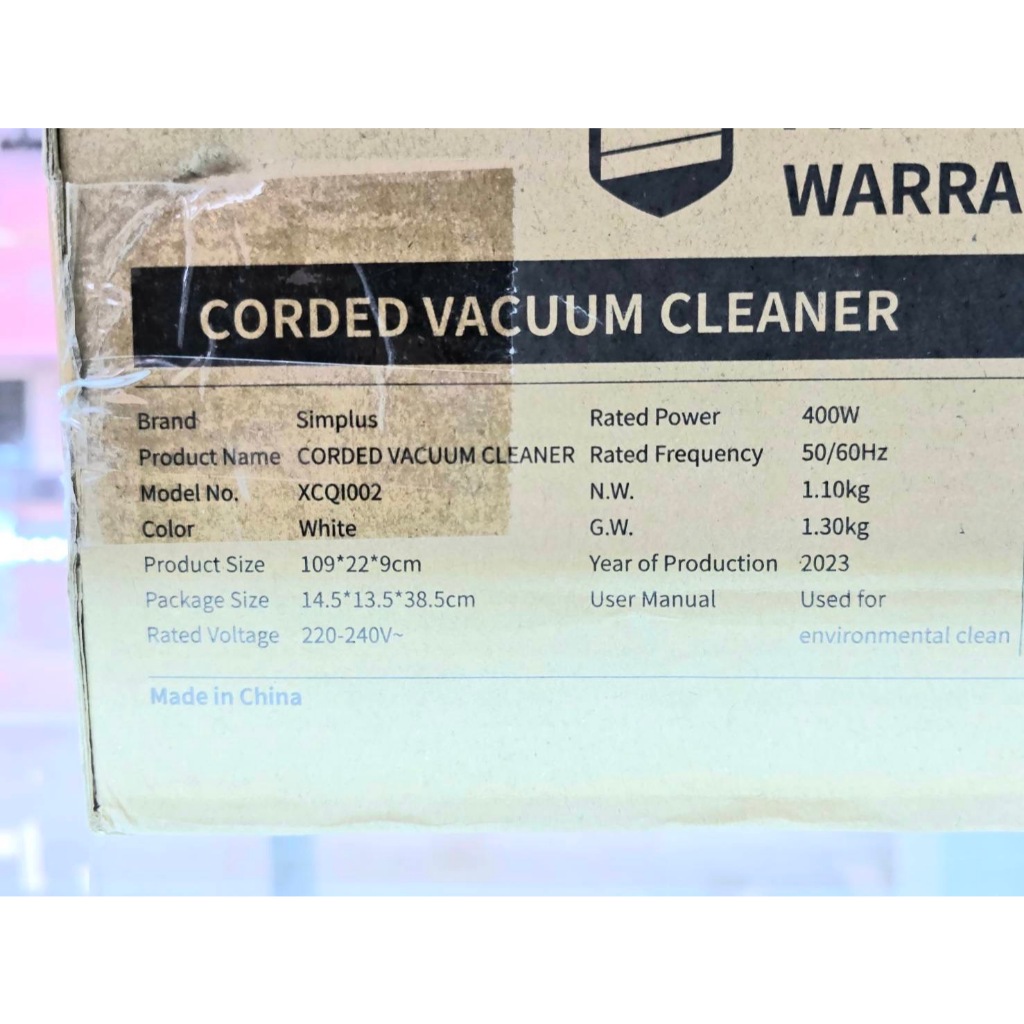 WARRA
CORDED VACUUM CLEANER
Brand Simplus
Product Name CORDED VACUUM CLEANER
Model No. XCQI002
Color White
Product Size 109*22*9cm
Package Size 14.5*13.5*38.5cm
Rated Voltage 220-240V~
Rated Power 400W
Rated Frequency 50/60Hz
N.W. 1.10kg
G.W. 1.30kg
Year of Production 2023
User Manual Used for
environmental clean
Made in China